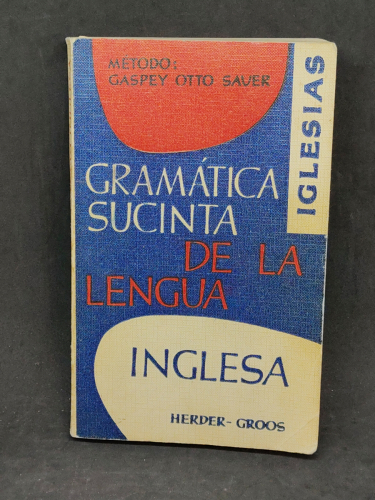 MÉTODO:
GASPEY OTTO SAUER
IGLESIAS
GRAMÁTICA
SUCINTA
DE LA
LENGUA
INGLESA
HERDER-GROOS